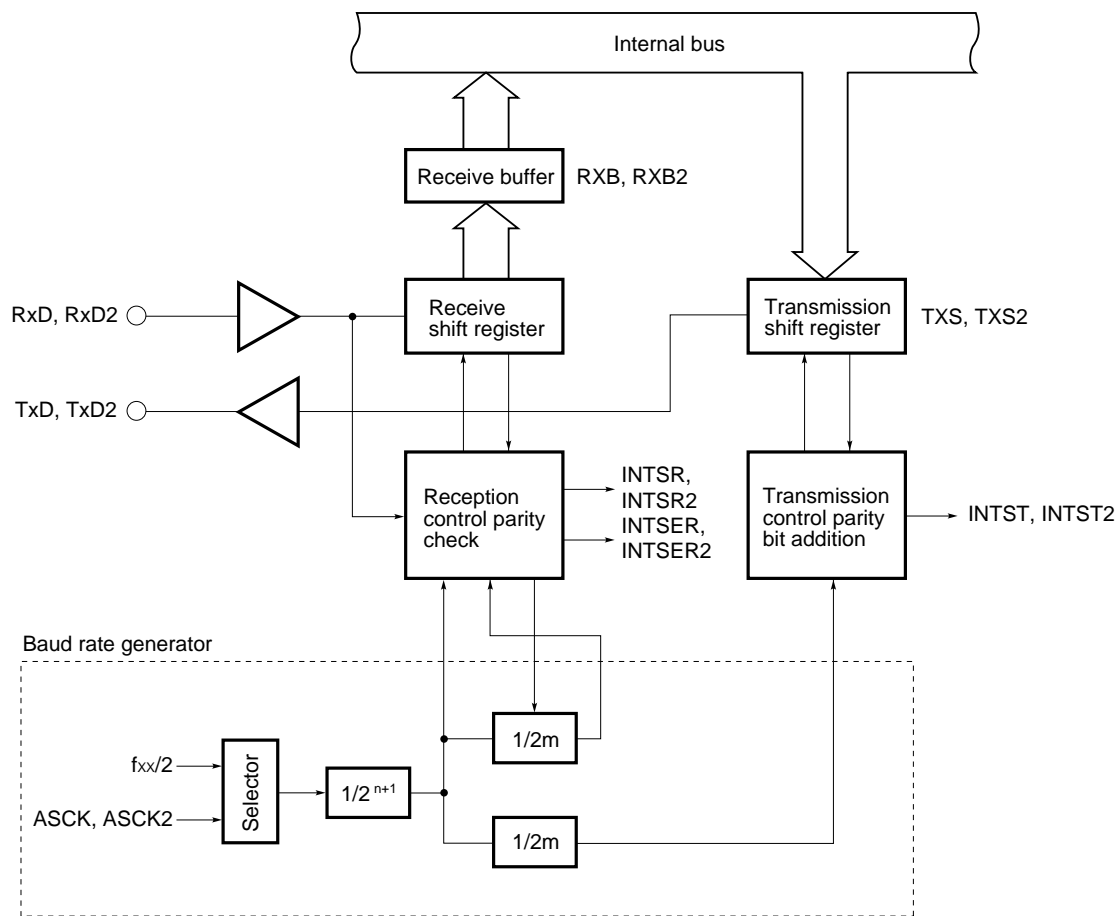 Internal bus
Receive buffer
RXB, RXB2
RxD, RxD2
Receive
shift register
Transmission
shift register
TXS, TXS2
TxD, TxD2
Reception
control parity
check
INTSR,
INTSR2
INTSER,
INTSER2
Transmission
control parity
bit addition
INTST, INTST2
Baud rate generator
fxx/2
ASCK, ASCK2
Selector
1/2 n+1
1/2m
1/2m